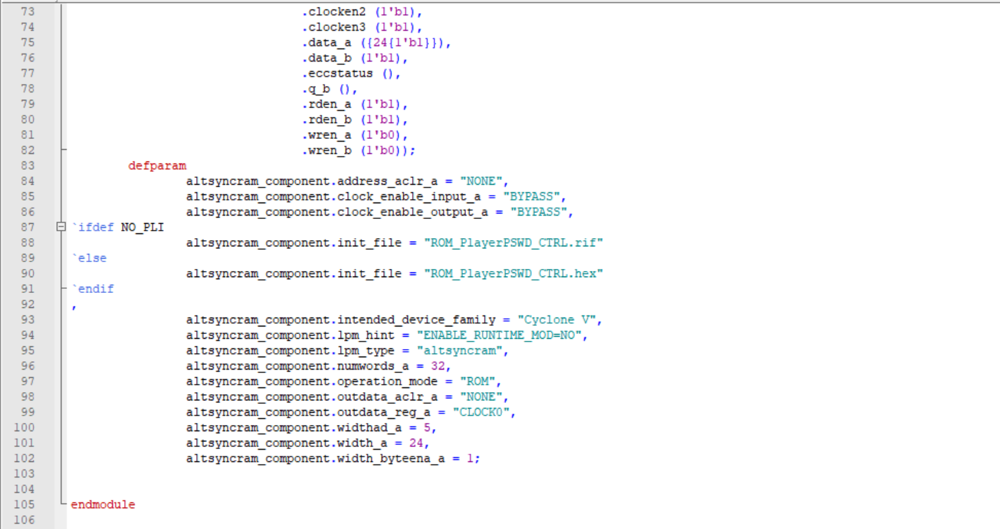 73 .clocken2 (1'b1),
74 .clocken3 (1'b1),
75 .data_a ({24{1'b1}}),
76 .data_b (1'b1),
77 .eccstatus (),
78 .q_b (),
79 .rden_a (1'b1),
80 .rden_b (1'b1),
81 .wren_a (1'b0),
82 .wren_b (1'b0));
83 defparam
84 altsyncram_component.address_aclr_a = "NONE",
85 altsyncram_component.clock_enable_input_a = "BYPASS",
86 altsyncram_component.clock_enable_output_a = "BYPASS",
87 `ifdef NO_PLI
88 altsyncram_component.init_file = "ROM_PlayerPSWD_CTRL.rif"
89 `else
90 altsyncram_component.init_file = "ROM_PlayerPSWD_CTRL.hex"
91 `endif
92 ,
93 altsyncram_component.intended_device_family = "Cyclone V",
94 altsyncram_component.lpm_hint = "ENABLE_RUNTIME_MOD=NO",
95 altsyncram_component.lpm_type = "altsyncram",
96 altsyncram_component.numwords_a = 32,
97 altsyncram_component.operation_mode = "ROM",
98 altsyncram_component.outdata_aclr_a = "NONE",
99 altsyncram_component.outdata_reg_a = "CLOCK0",
100 altsyncram_component.widthad_a = 5,
101 altsyncram_component.width_a = 24,
102 altsyncram_component.width_byteena_a = 1;
103
104
105 endmodule
106